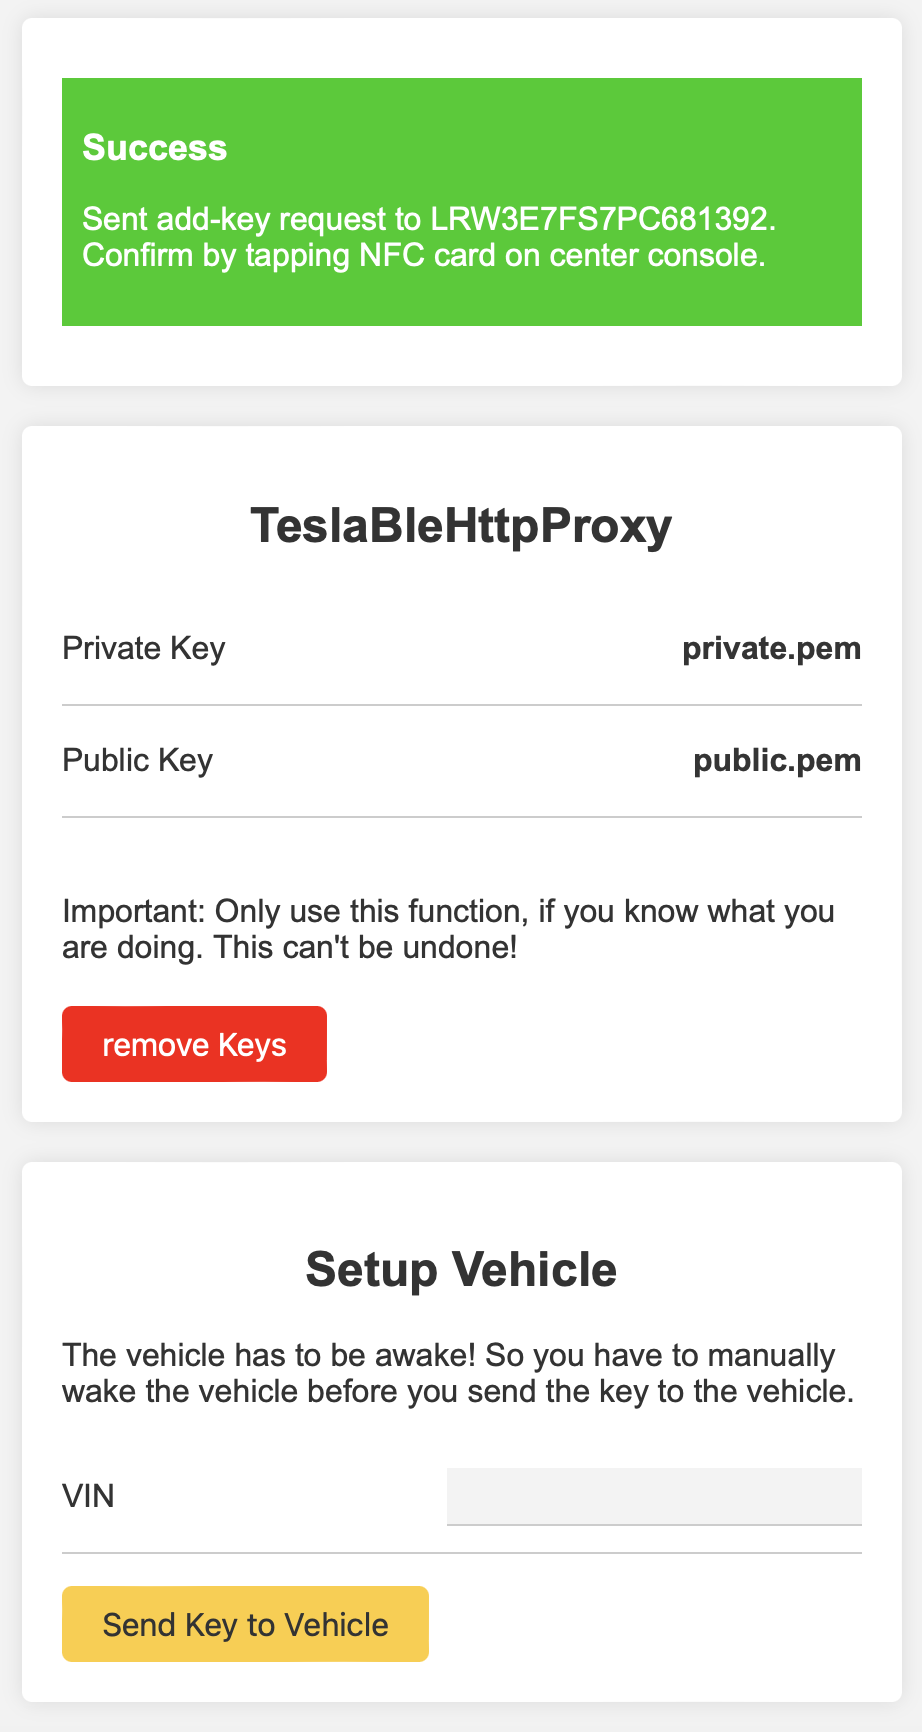 Success
Sent add-key request to LRW3E7FS7PC681392.
Confirm by tapping NFC card on center console.
TeslaBleHttpProxy
Private Key private.pem
Public Key public.pem
Important: Only use this function, if you know what you
are doing. This can't be undone!
remove Keys
Setup Vehicle
The vehicle has to be awake! So you have to manually
wake the vehicle before you send the key to the vehicle.
VIN
Send Key to Vehicle